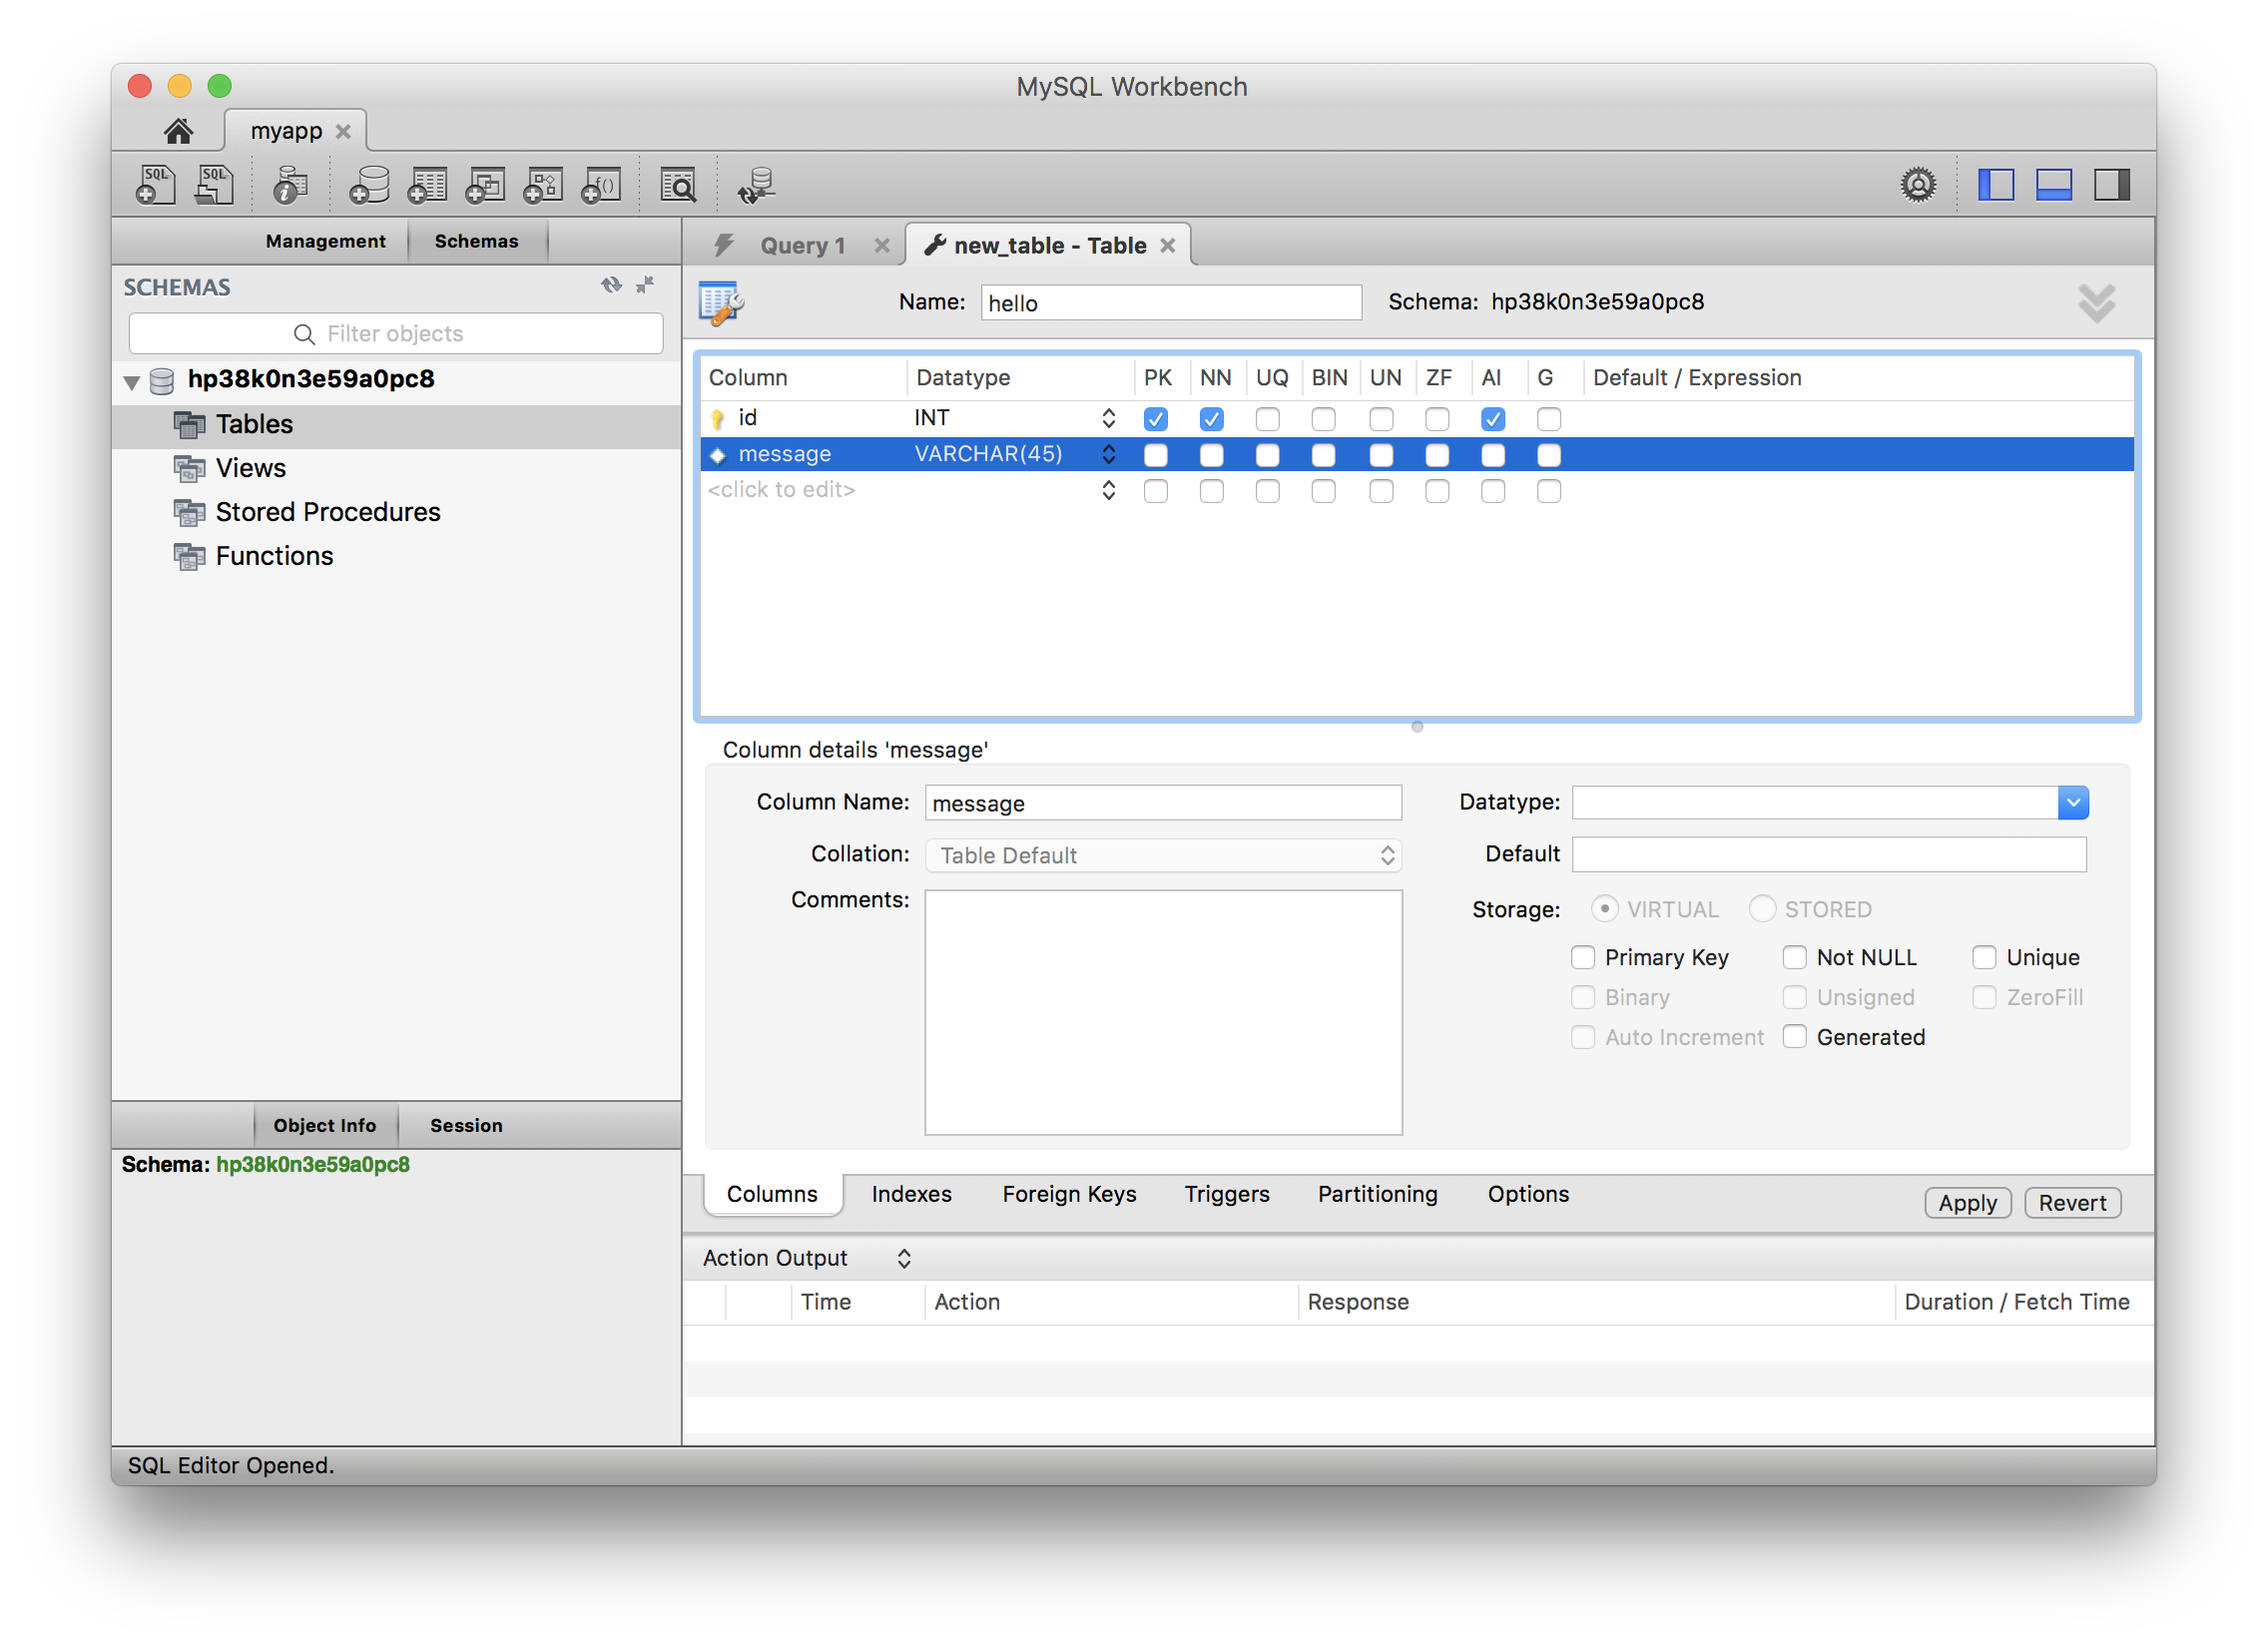 MySQL Workbench
myapp
SQL SQL f()
Management Schemas
SCHEMAS
Filter objects
hp38k0n3e59a0pc8
Tables
Views
Stored Procedures
Functions
Object Info Session
Schema: hp38k0n3e59a0pc8
Query 1 new_table - Table
Name: hello Schema: hp38k0n3e59a0pc8
Column Datatype PK NN UQ BIN UN ZF AI G Default / Expression
id INT
message VARCHAR(45)
<click to edit>
Column details 'message'
Column Name: message Datatype:
Collation: Table Default Default
Comments: Storage: VIRTUAL STORED
Primary Key Not NULL Unique
Binary Unsigned ZeroFill
Auto Increment Generated
Columns Indexes Foreign Keys Triggers Partitioning Options Apply Revert
Action Output
Time Action Response Duration / Fetch Time
SQL Editor Opened.